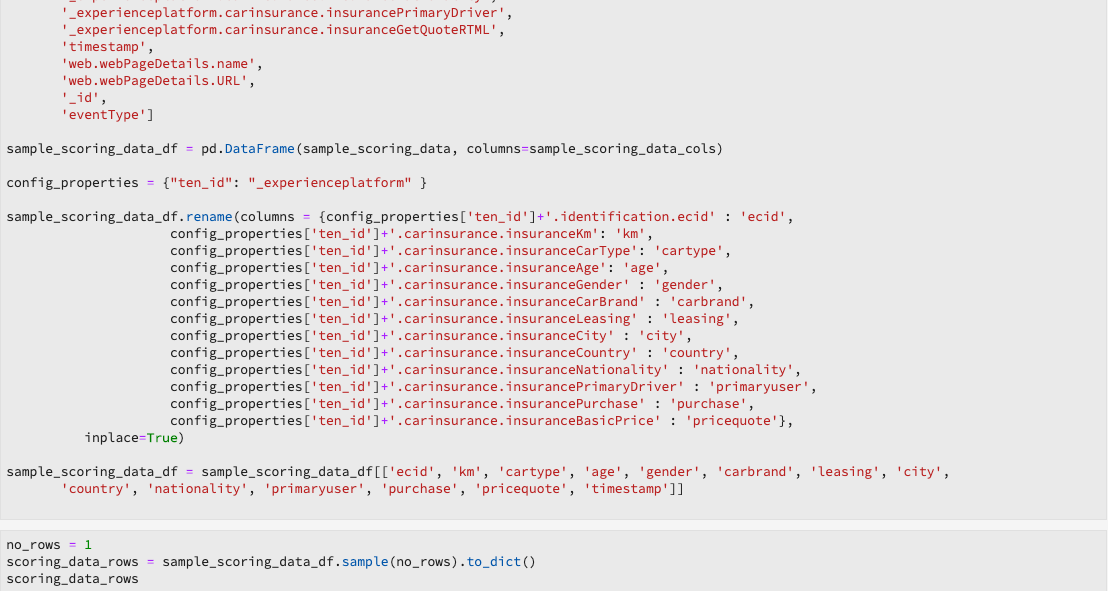 '_experienceplatform.carinsurance.insurancePrimaryDriver',
'_experienceplatform.carinsurance.insuranceGetQuoteRTML',
'timestamp',
'web.webPageDetails.name',
'web.webPageDetails.URL',
'_id',
'eventType']
sample_scoring_data_df = pd.DataFrame(sample_scoring_data, columns=sample_scoring_data_cols)
config_properties = {"ten_id": "_experienceplatform" }
sample_scoring_data_df.rename(columns = {config_properties['ten_id']+'.identification.ecid' : 'ecid',
config_properties['ten_id']+'.carinsurance.insuranceKm': 'km',
config_properties['ten_id']+'.carinsurance.insuranceCarType': 'cartype',
config_properties['ten_id']+'.carinsurance.insuranceAge': 'age',
config_properties['ten_id']+'.carinsurance.insuranceGender' : 'gender',
config_properties['ten_id']+'.carinsurance.insuranceCarBrand' : 'carbrand',
config_properties['ten_id']+'.carinsurance.insuranceLeasing' : 'leasing',
config_properties['ten_id']+'.carinsurance.insuranceCity' : 'city',
config_properties['ten_id']+'.carinsurance.insuranceCountry' : 'country',
config_properties['ten_id']+'.carinsurance.insuranceNationality' : 'nationality',
config_properties['ten_id']+'.carinsurance.insurancePrimaryDriver' : 'primaryuser',
config_properties['ten_id']+'.carinsurance.insurancePurchase' : 'purchase',
config_properties['ten_id']+'.carinsurance.insuranceBasicPrice' : 'pricequote'},
inplace=True)
sample_scoring_data_df = sample_scoring_data_df[['ecid', 'km', 'cartype', 'age', 'gender', 'carbrand', 'leasing', 'city',
'country', 'nationality', 'primaryuser', 'purchase', 'pricequote', 'timestamp']]
no_rows = 1
scoring_data_rows = sample_scoring_data_df.sample(no_rows).to_dict()
scoring_data_rows